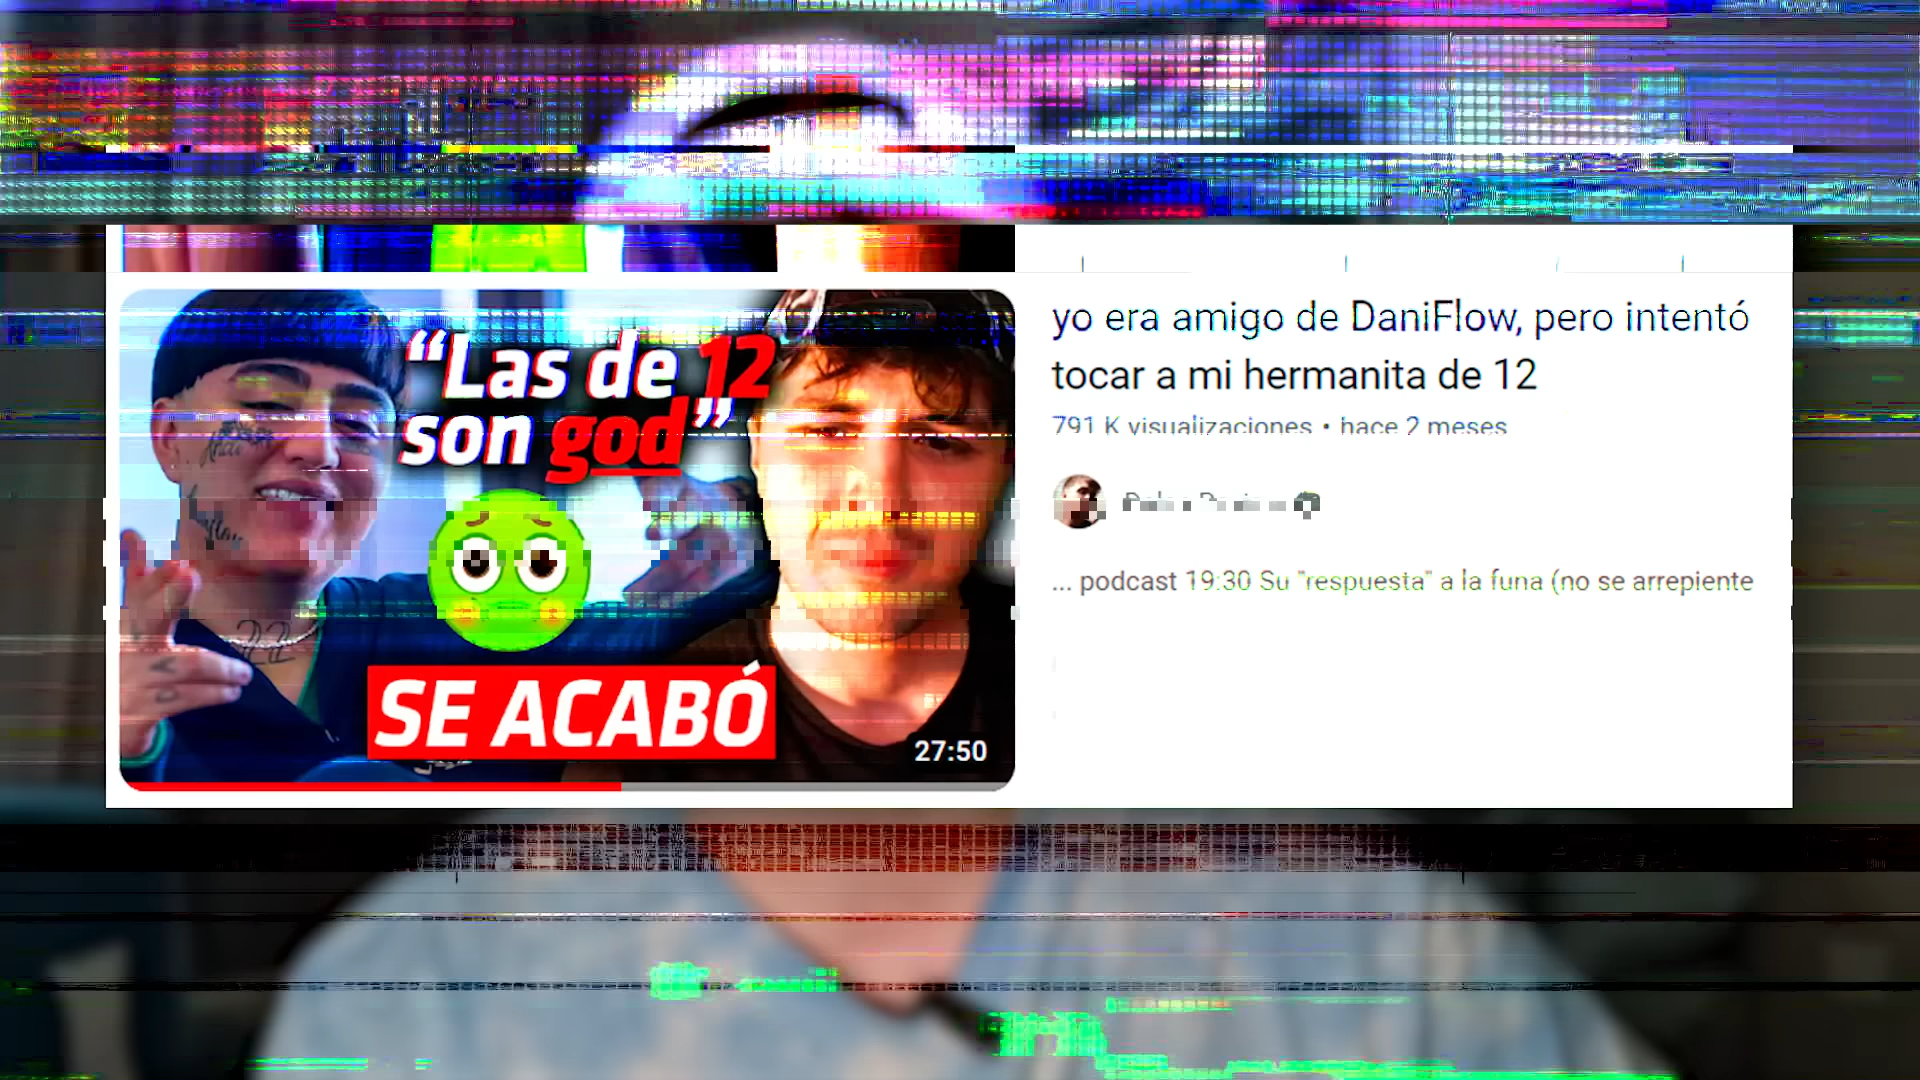 “Las de 12
son god”
SE ACABÓ
27:50
yo era amigo de DaniFlow, pero intentó
tocar a mi hermanita de 12
791 K visualizaciones • hace 2 meses
... podcast 19:30 Su "respuesta" a la funa (no se arrepiente
22